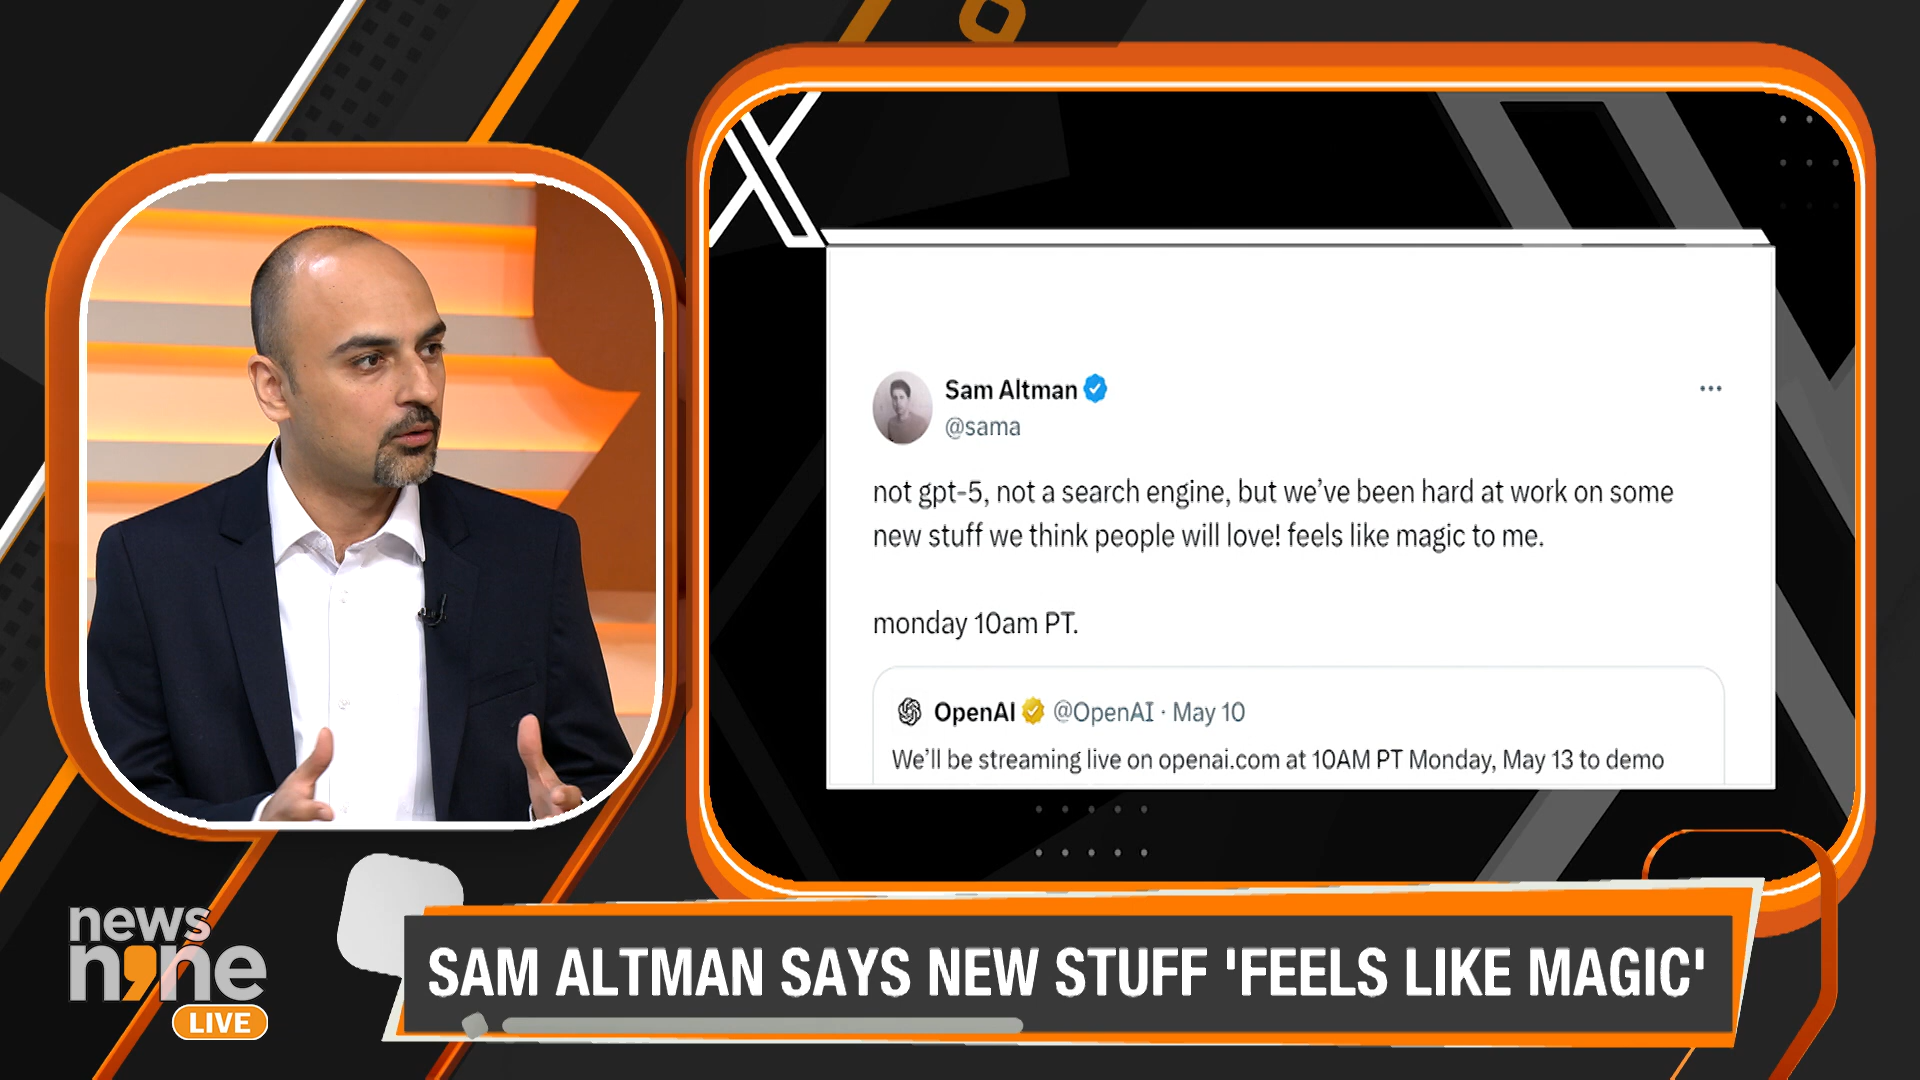 Sam Altman
@sama
not gpt-5, not a search engine, but we've been hard at work on some
new stuff we think people will love! feels like magic to me.
monday 10am PT.
OpenAI @OpenAI · May 10
We'll be streaming live on openai.com at 10AM PT Monday, May 13 to demo
news
n9ne
LIVE
SAM ALTMAN SAYS NEW STUFF 'FEELS LIKE MAGIC'